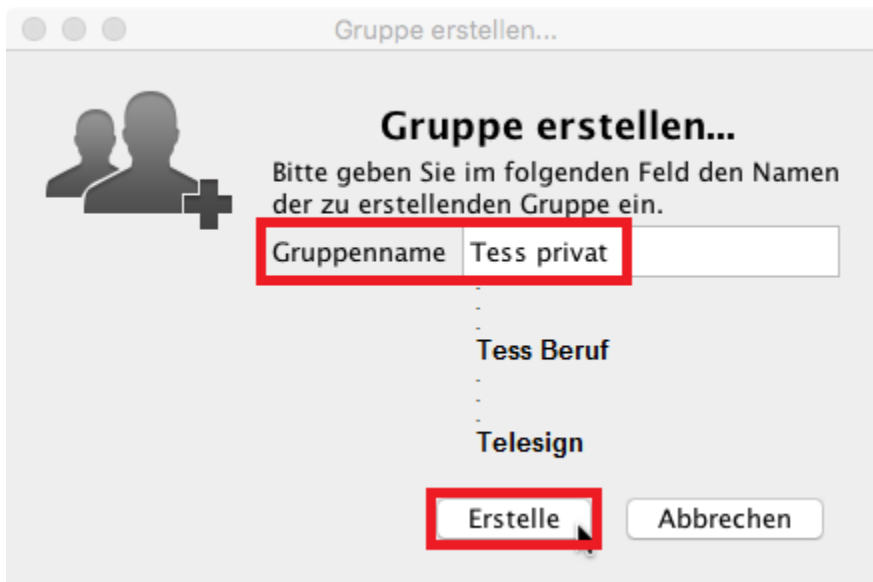 Gruppe erstellen...
Gruppe erstellen...
Bitte geben Sie im folgenden Feld den Namen
der zu erstellenden Gruppe ein.
Gruppenname Tess privat
-
-
-
Tess Beruf
-
-
-
Telesign
Erstelle Abbrechen